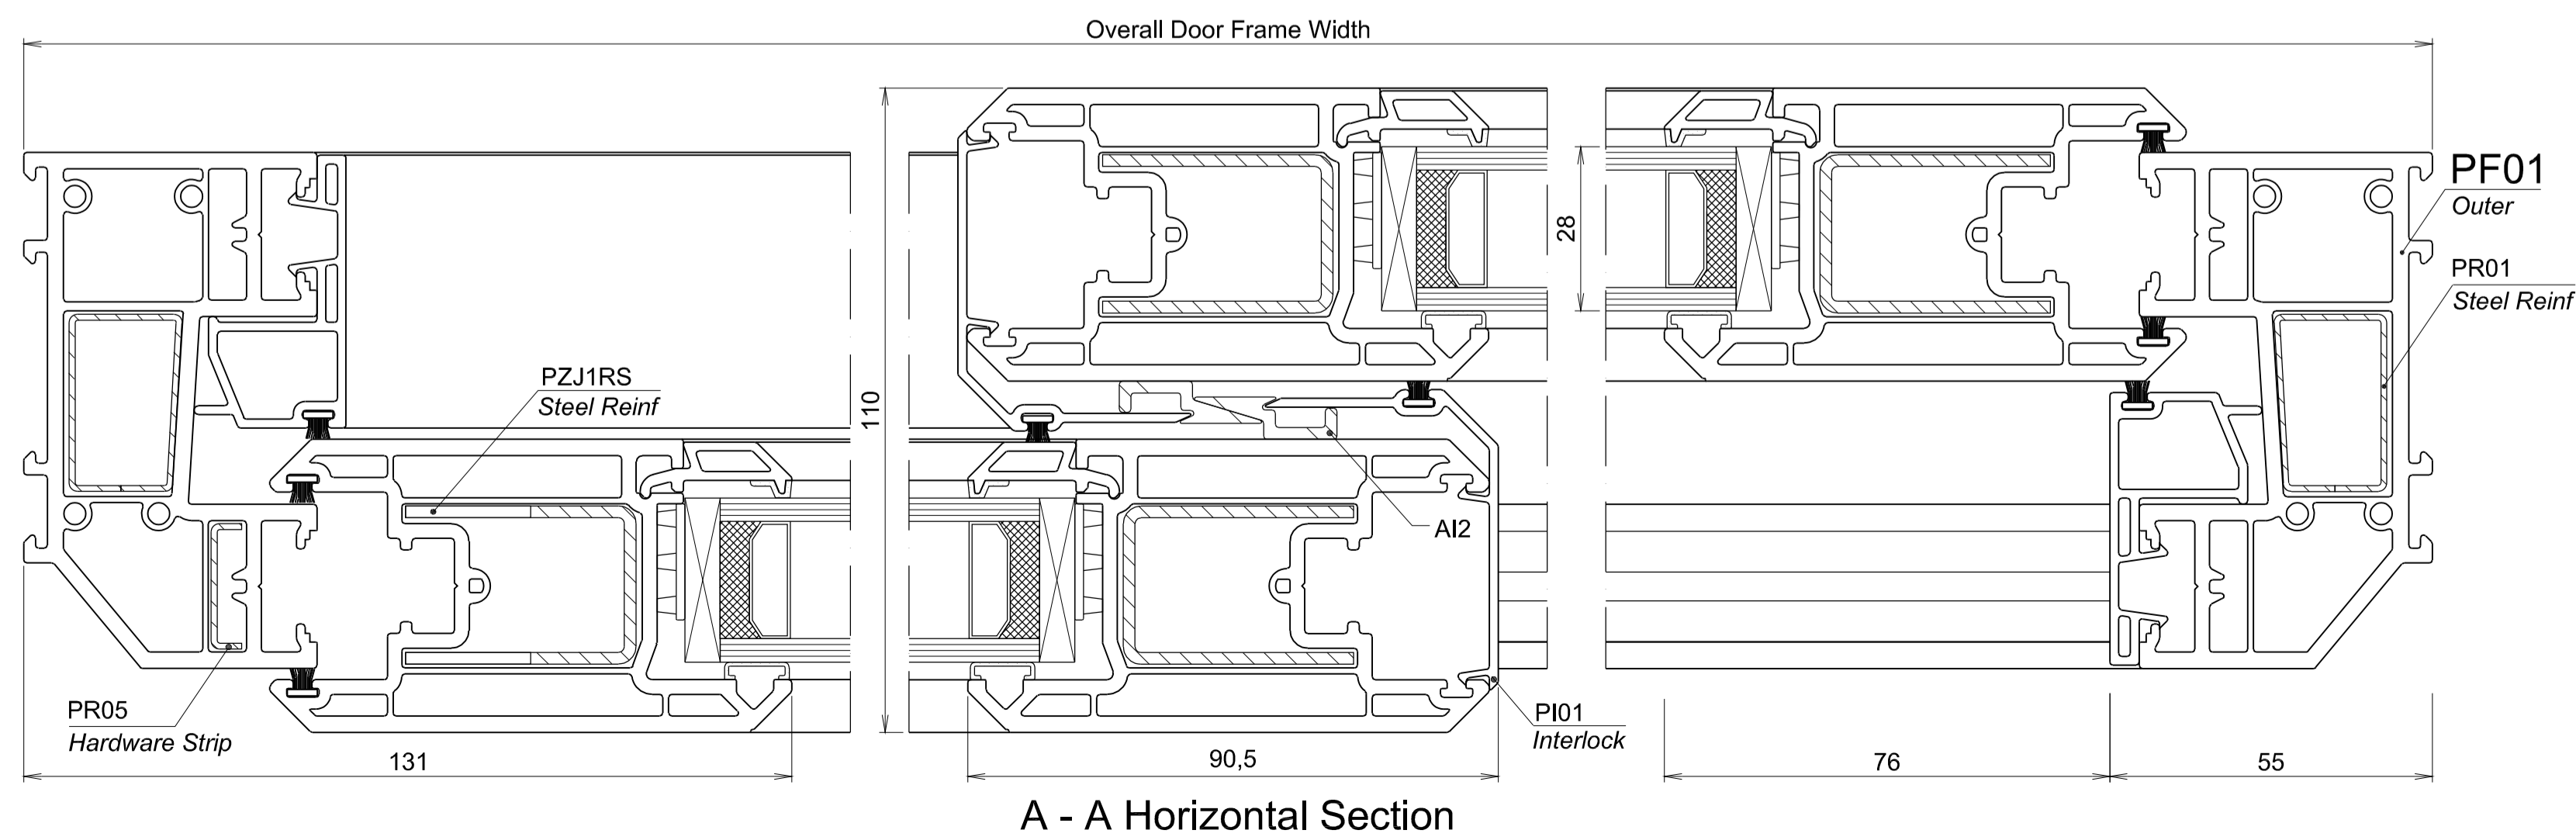 Overall Door Frame Width
PF01
Outer
28
PR01
Steel Reinf
PZJ1RS
Steel Reinf
110
AI2
PR05
Hardware Strip
PI01
Interlock
131
90,5
76
55
A - A Horizontal Section